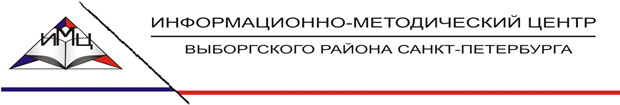 ИМЦ
ИНФОРМАЦИОННО-МЕТОДИЧЕСКИЙ ЦЕНТР
ВЫБОРГСКОГО РАЙОНА САНКТ-ПЕТЕРБУРГА